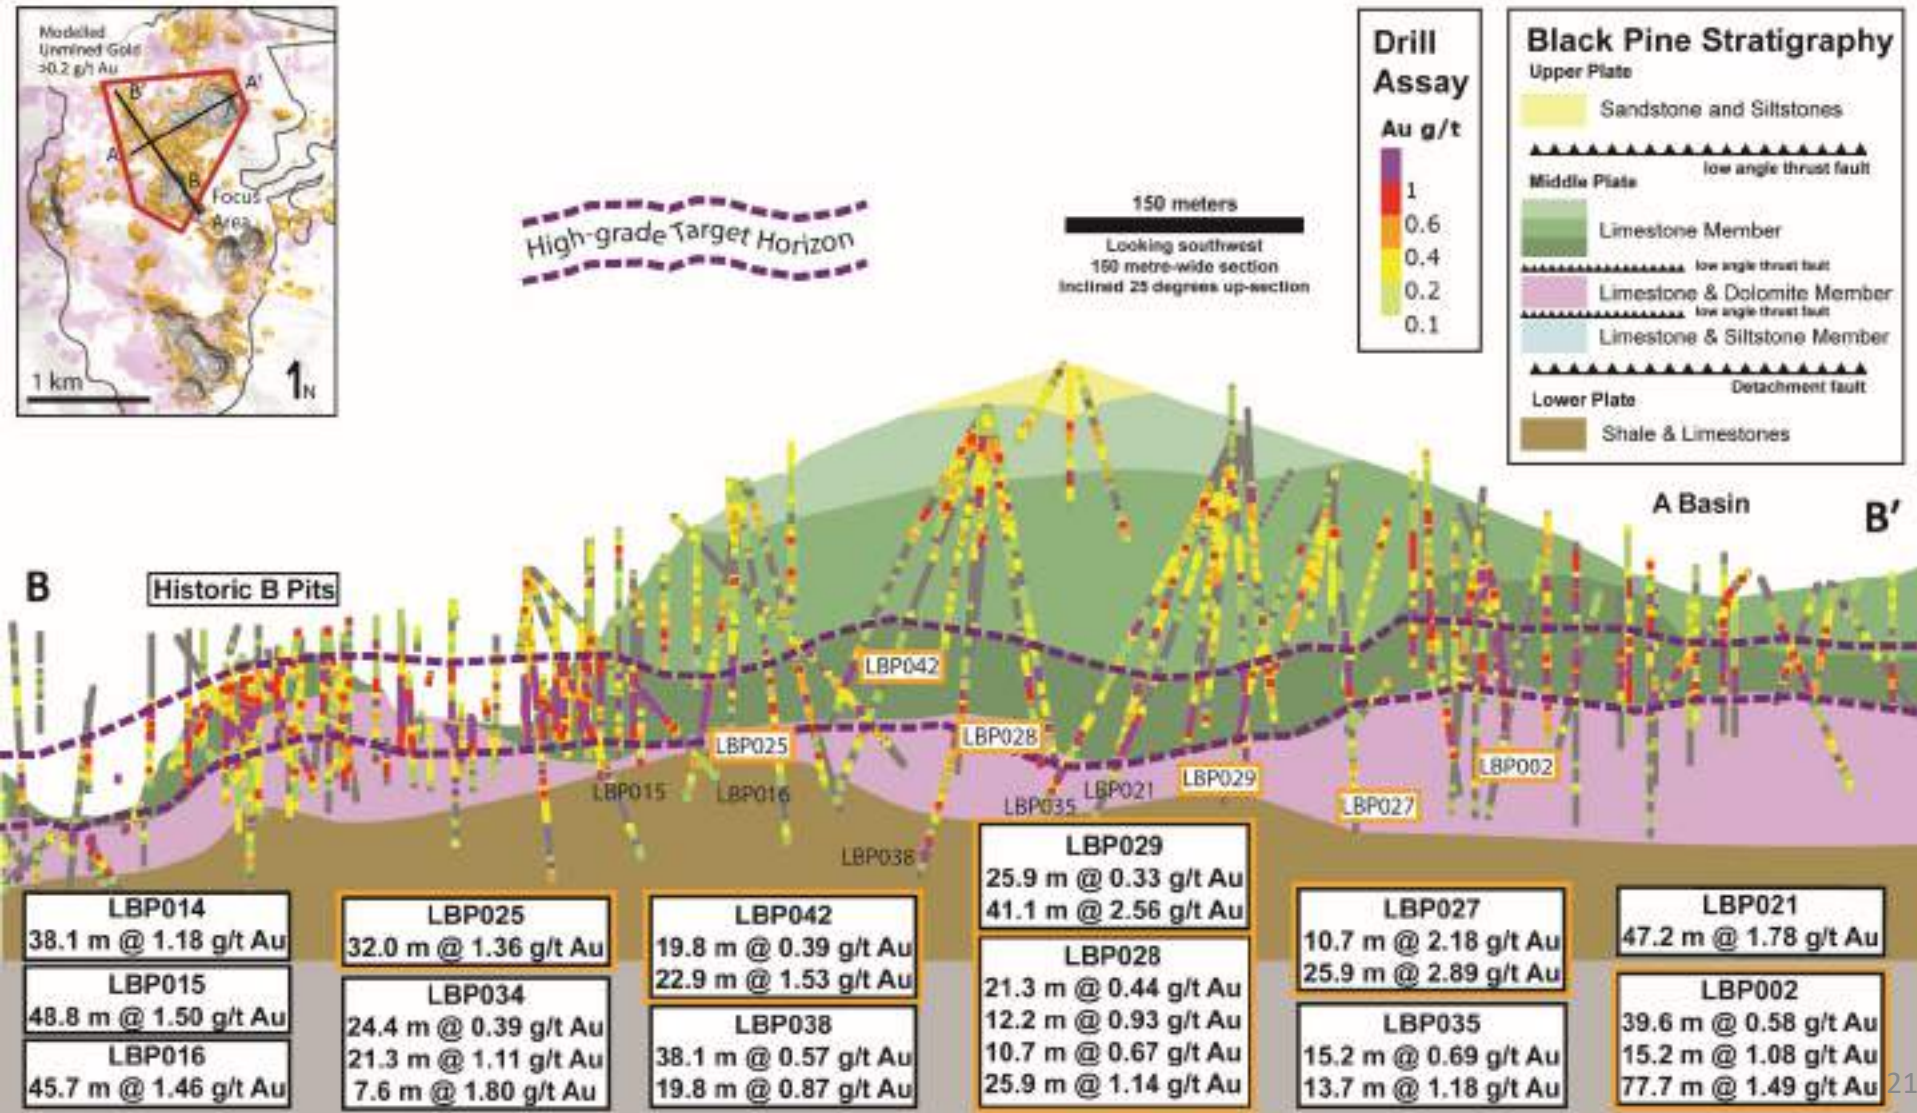 Modelled
Unmined Gold
>0.2 g/t Au
B'
A'
A
A
B
Focus
Area
1 km
1N
High-grade Target Horizon
150 meters
Looking southwest
150 metre-wide section
Inclined 25 degrees up-section
Drill
Assay
Au g/t
1
0.6
0.4
0.2
0.1
Black Pine Stratigraphy
Upper Plate
Sandstone and Siltstones
low angle thrust fault
Middle Plate
Limestone Member
low angle thrust fault
Limestone & Dolomite Member
low angle thrust fault
Limestone & Siltstone Member
Detachment fault
Lower Plate
Shale & Limestones
A Basin
B'
B
Historic B Pits
LBP042
LBP025
LBP028
LBP015
LBP016
LBP035
LBP021
LBP029
LBP002
LBP027
LBP038
LBP014
38.1 m @ 1.18 g/t Au
LBP015
48.8 m @ 1.50 g/t Au
LBP016
45.7 m @ 1.46 g/t Au
LBP025
32.0 m @ 1.36 g/t Au
LBP034
24.4 m @ 0.39 g/t Au
21.3 m @ 1.11 g/t Au
7.6 m @ 1.80 g/t Au
LBP042
19.8 m @ 0.39 g/t Au
22.9 m @ 1.53 g/t Au
LBP038
38.1 m @ 0.57 g/t Au
19.8 m @ 0.87 g/t Au
LBP029
25.9 m @ 0.33 g/t Au
41.1 m @ 2.56 g/t Au
LBP028
21.3 m @ 0.44 g/t Au
12.2 m @ 0.93 g/t Au
10.7 m @ 0.67 g/t Au
25.9 m @ 1.14 g/t Au
LBP027
10.7 m @ 2.18 g/t Au
25.9 m @ 2.89 g/t Au
LBP035
15.2 m @ 0.69 g/t Au
13.7 m @ 1.18 g/t Au
LBP021
47.2 m @ 1.78 g/t Au
LBP002
39.6 m @ 0.58 g/t Au
15.2 m @ 1.08 g/t Au
77.7 m @ 1.49 g/t Au
21